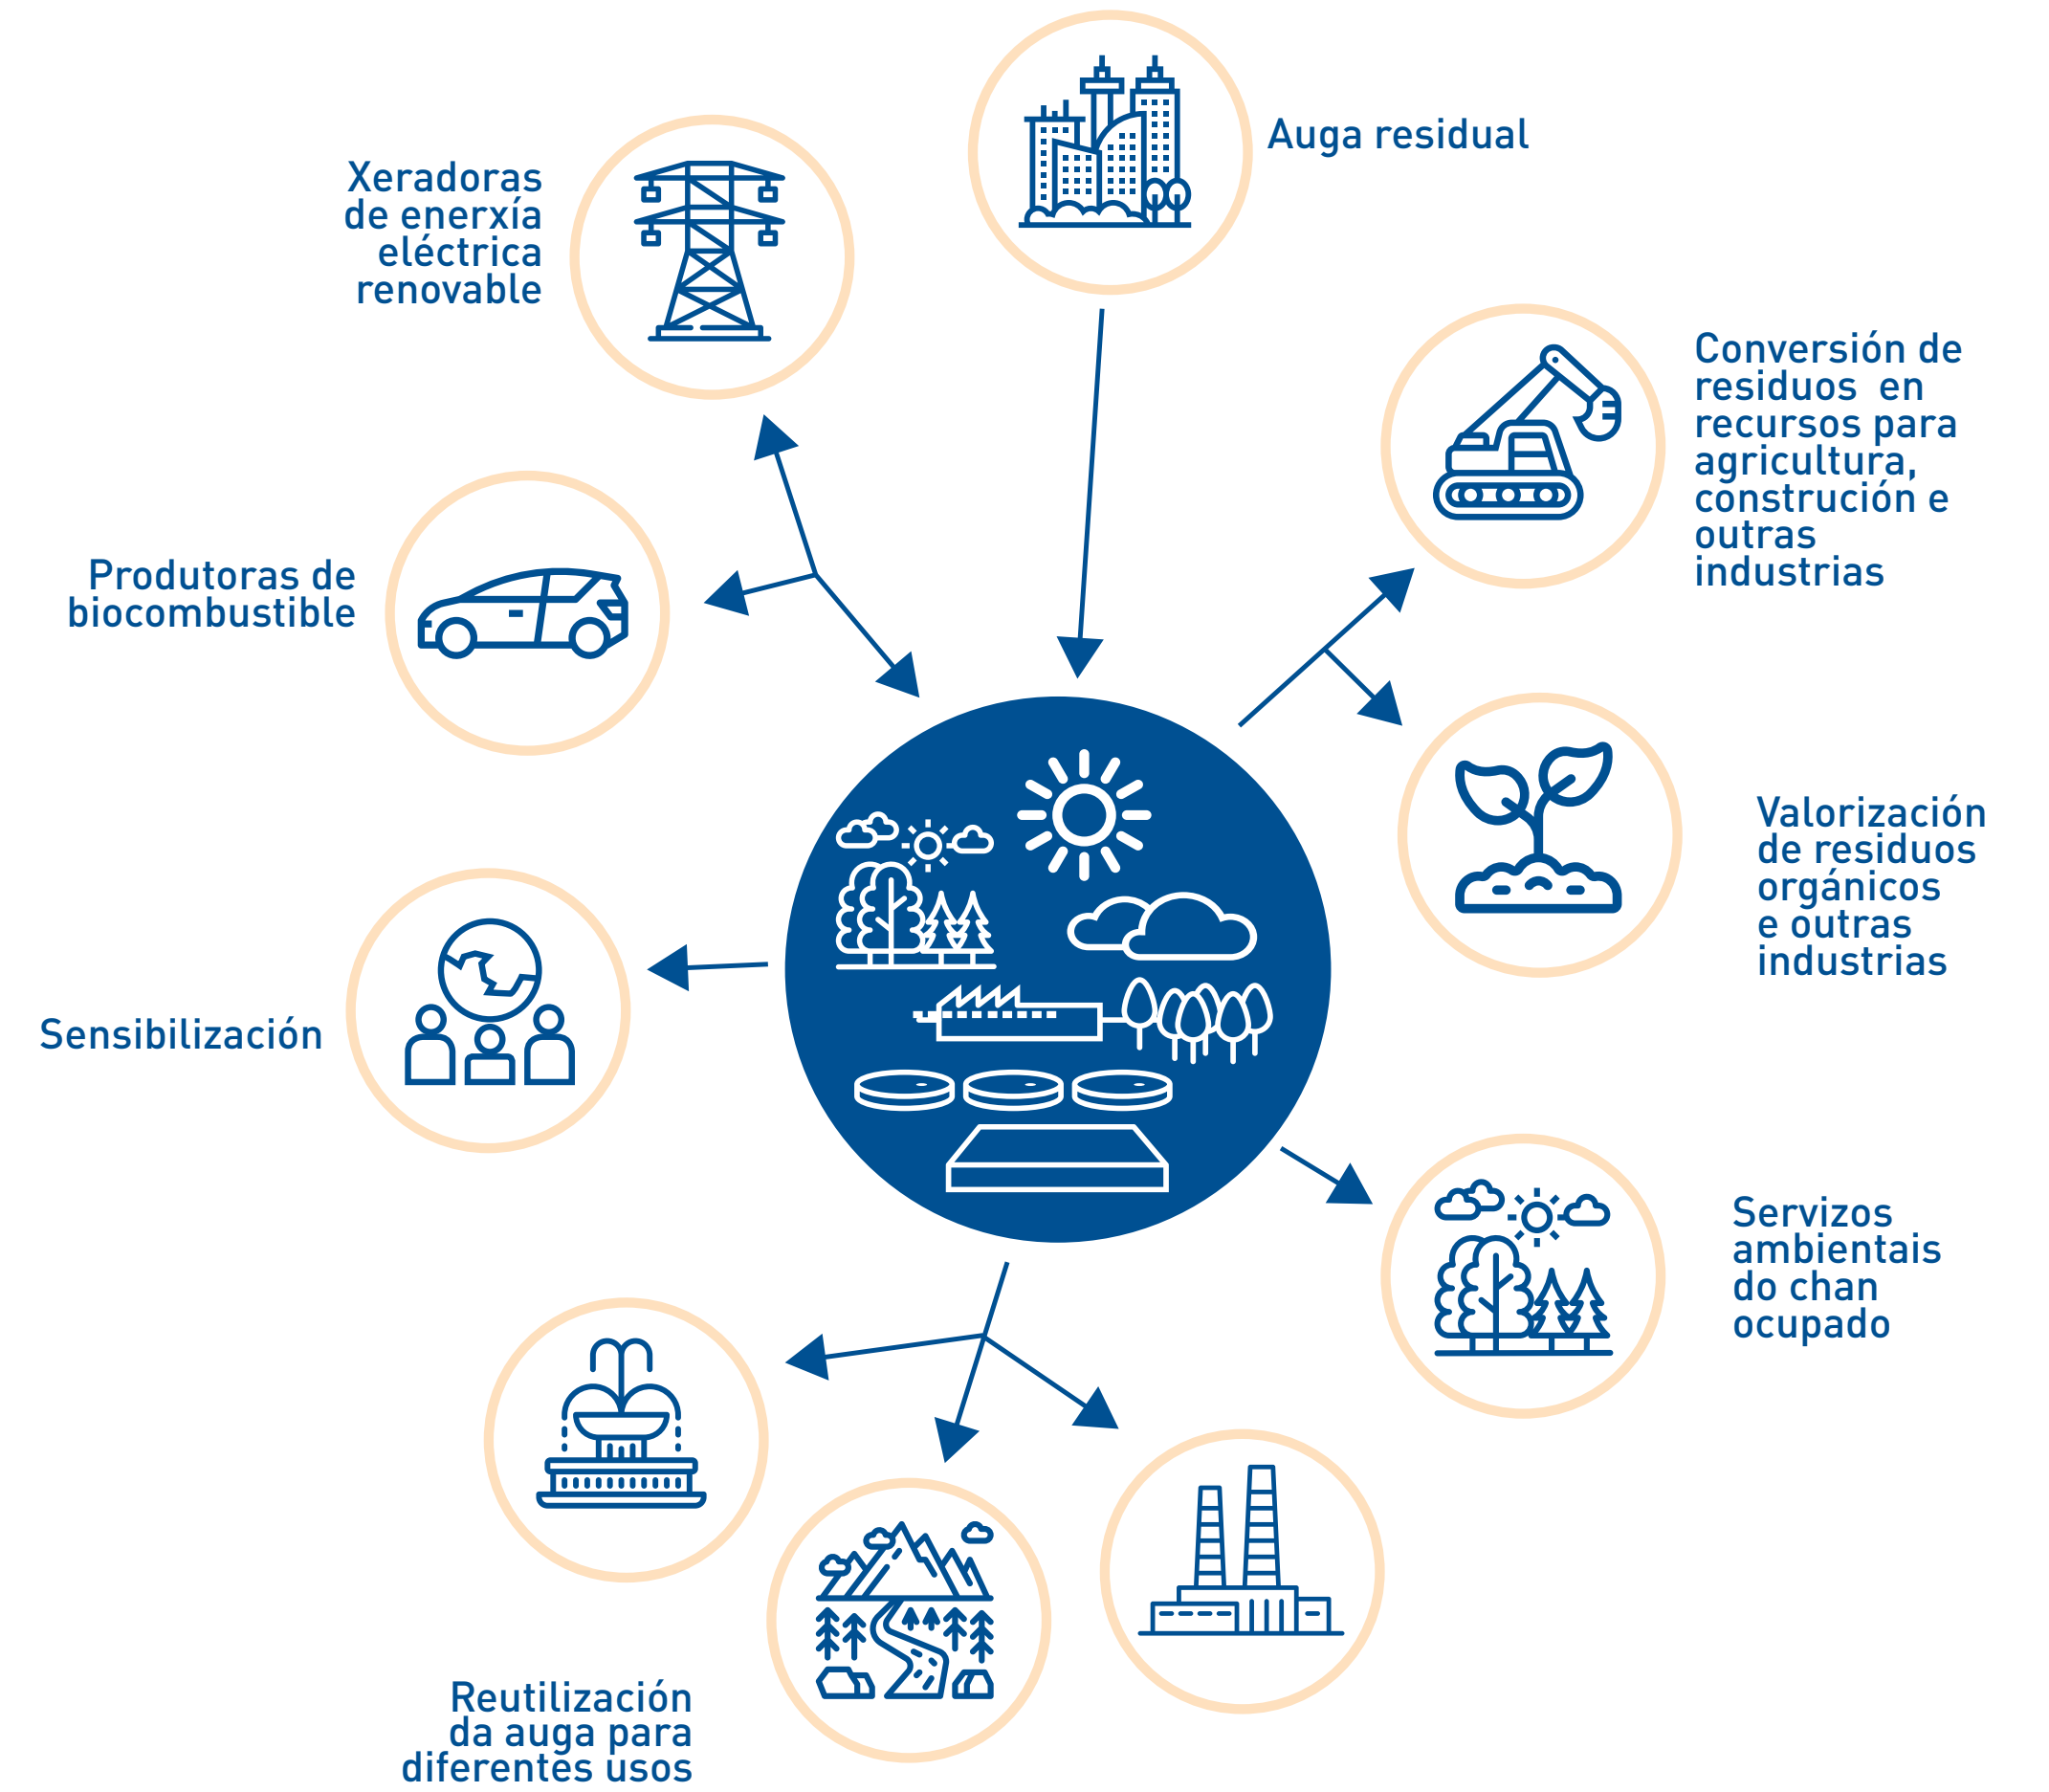 Auga residual
Xeradoras
de enerxía
eléctrica
renovable
Conversión de
residuos  en
recursos para
agricultura,
construción e
outras
industrias
Produtoras de
biocombustible
Valorización
de residuos
orgánicos
e outras
industrias
Sensibilización
Servizos
ambientais
do chan
ocupado
Reutilización
da auga para
diferentes usos